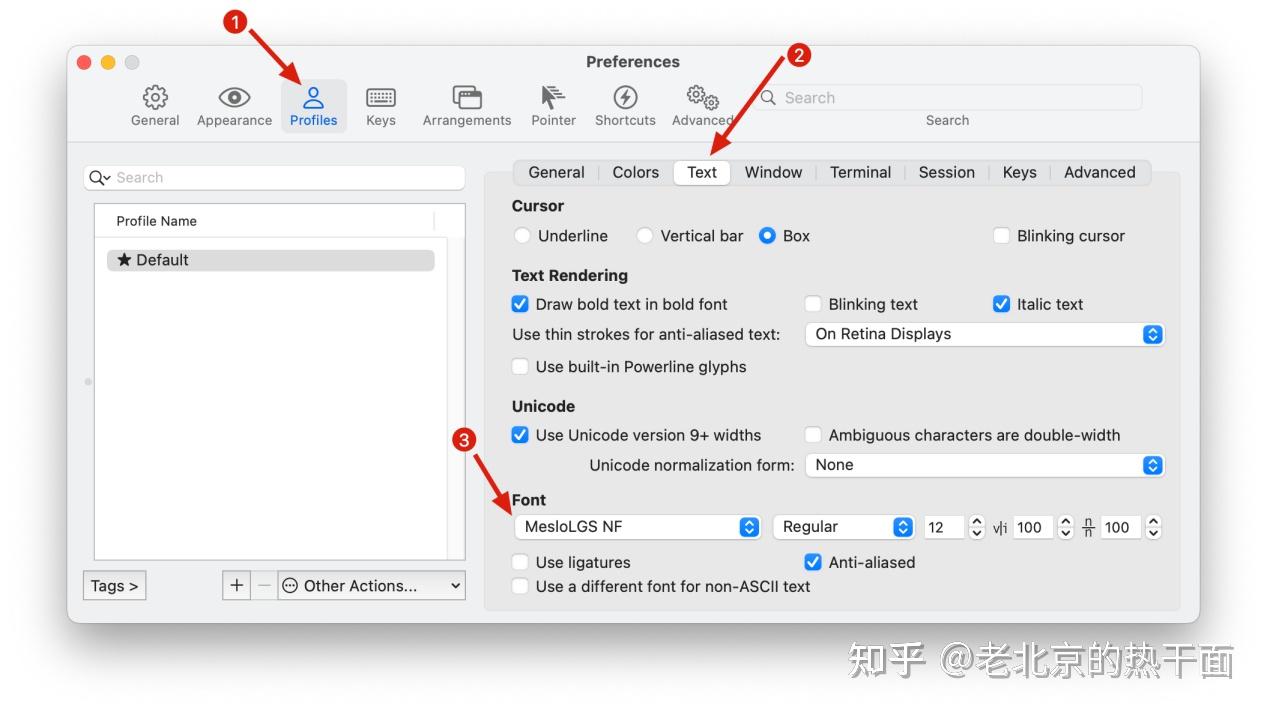 1
2
Preferences
General Appearance Profiles Keys Arrangements Pointer Shortcuts Advanced Search
Search
Search
General Colors Text Window Terminal Session Keys Advanced
Profile Name
★ Default
Cursor
Underline Vertical bar Box Blinking cursor
Text Rendering
Draw bold text in bold font Blinking text Italic text
Use thin strokes for anti-aliased text: On Retina Displays
Use built-in Powerline glyphs
Unicode
Use Unicode version 9+ widths Ambiguous characters are double-width
Unicode normalization form: None
3
Font
MesloLGS NF Regular 12 v|i 100 n/n 100
Use ligatures Anti-aliased
Use a different font for non-ASCII text
Tags > + − Other Actions...
知乎 @老北京的热干面